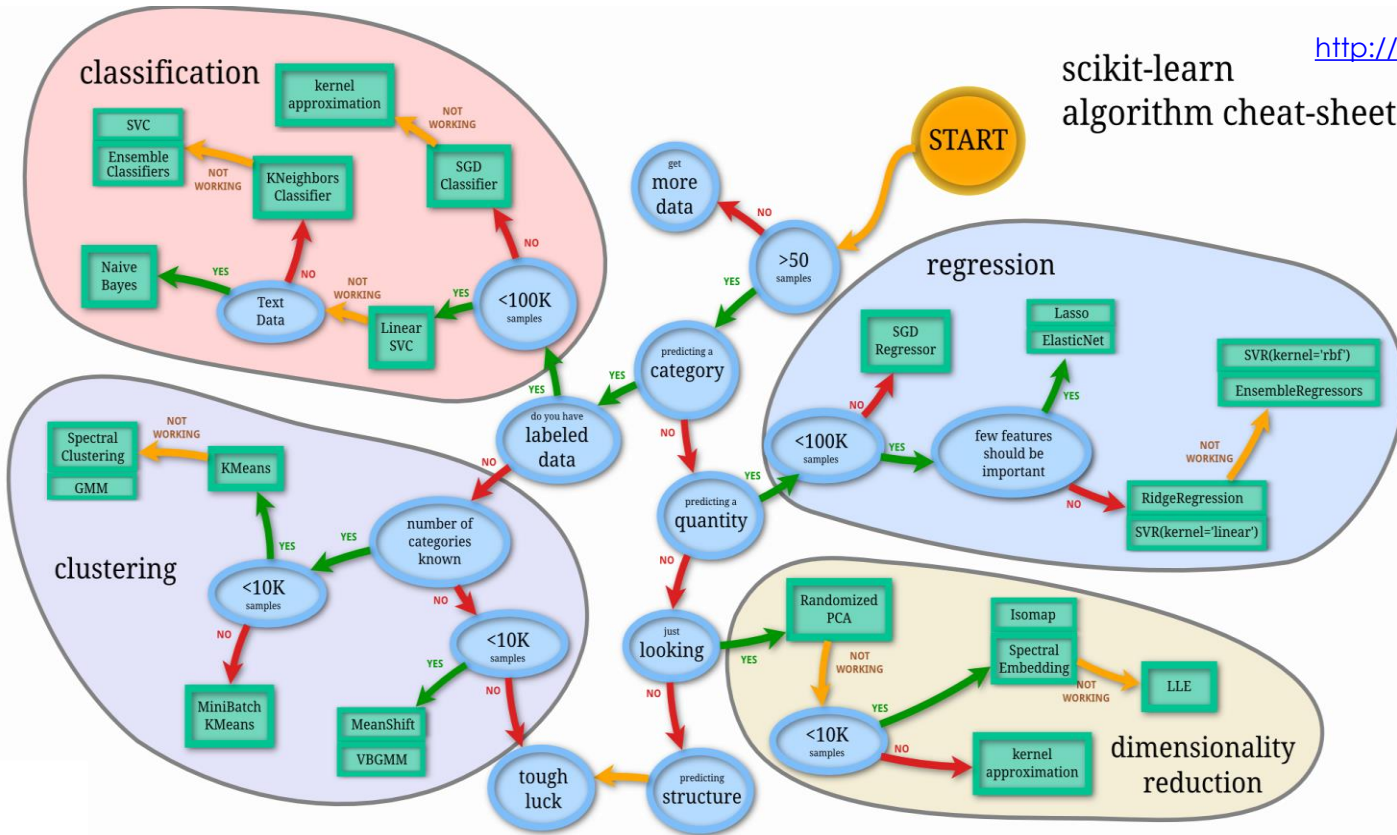 http://
scikit-learn
algorithm cheat-sheet
START
classification
kernel
approximation
NOT
WORKING
SVC
Ensemble
Classifiers
NOT
WORKING
KNeighbors
Classifier
SGD
Classifier
NO
Naive
Bayes
YES
NO
Text
Data
NOT
WORKING
Linear
SVC
YES
<100K
samples
get
more
data
NO
>50
samples
YES
predicting a
category
YES
YES
do you have
labeled
data
NO
NO
predicting a
quantity
YES
NO
regression
SGD
Regressor
NO
<100K
samples
YES
Lasso
ElasticNet
YES
few features
should be
important
NO
SVR(kernel='rbf')
EnsembleRegressors
NOT
WORKING
RidgeRegression
SVR(kernel='linear')
clustering
Spectral
Clustering
GMM
NOT
WORKING
KMeans
YES
<10K
samples
YES
number of
categories
known
NO
NO
MiniBatch
KMeans
<10K
samples
YES
NO
MeanShift
VBGMM
tough
luck
just
looking
YES
NO
predicting
structure
Randomized
PCA
NOT
WORKING
<10K
samples
YES
NO
Isomap
Spectral
Embedding
NOT
WORKING
LLE
kernel
approximation
dimensionality
reduction